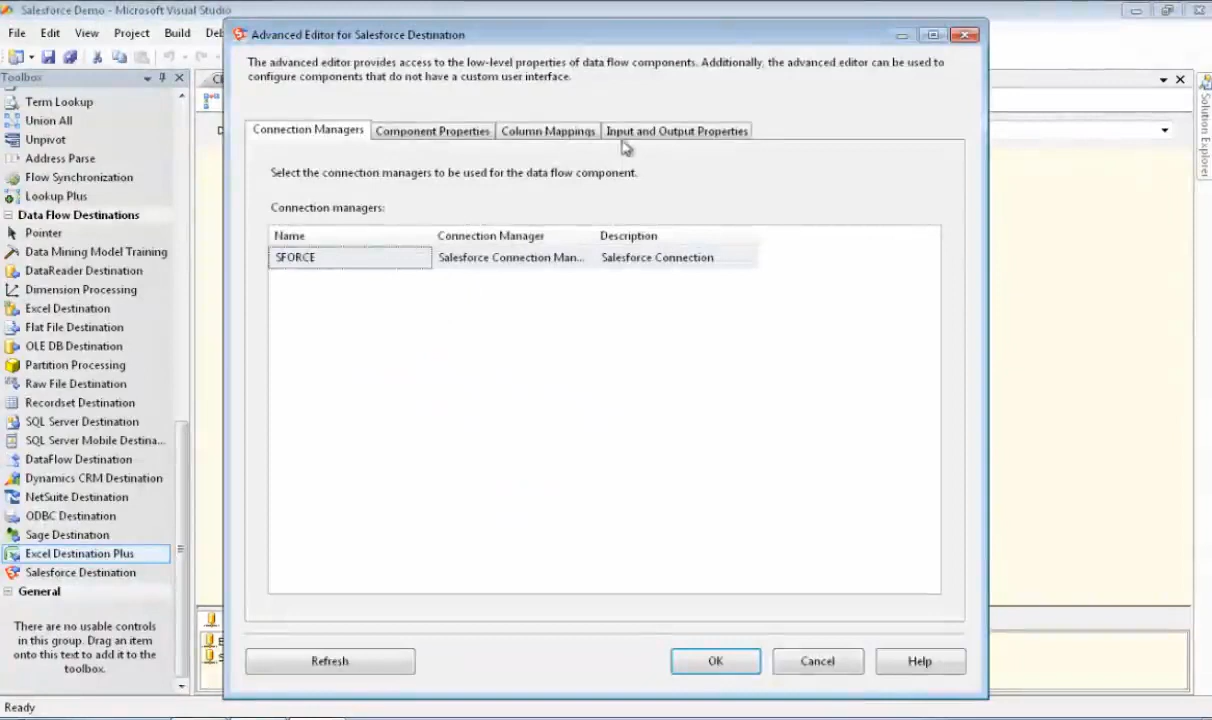 Salesforce Demo - Microsoft Visual Studio
File Edit View Project Build
Toolbox
Term Lookup
Union All
Unpivot
Address Parse
Flow Synchronization
Lookup Plus
Data Flow Destinations
Pointer
Data Mining Model Training
DataReader Destination
Dimension Processing
Excel Destination
Flat File Destination
OLE DB Destination
Partition Processing
Raw File Destination
Recordset Destination
SQL Server Destination
SQL Server Mobile Destina...
DataFlow Destination
Dynamics CRM Destination
NetSuite Destination
ODBC Destination
Sage Destination
Excel Destination Plus
Salesforce Destination
General
There are no usable controls
in this group. Drag an item
onto this text to add it to the
toolbox.
Ready
Advanced Editor for Salesforce Destination
The advanced editor provides access to the low-level properties of data flow components. Additionally, the advanced editor can be used to
configure components that do not have a custom user interface.
Connection Managers Component Properties Column Mappings Input and Output Properties
Select the connection managers to be used for the data flow component.
Connection managers:
Name Connection Manager Description
SFORCE Salesforce Connection Man... Salesforce Connection
Refresh OK Cancel Help
Solution Explorer